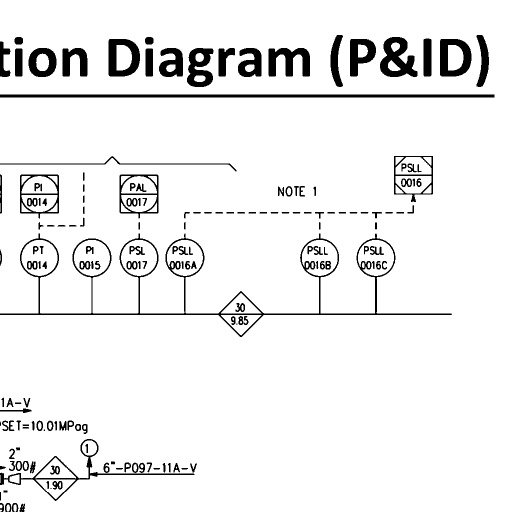 tion Diagram (P&ID)
PSLL
0016
PI
0014
PAL
0017
NOTE 1
PT
0014
PI
0015
PSL
0017
PSLL
0016A
PSLL
0016B
PSLL
0016C
30
9.85
1A-V
PSET=10.01MPag
2"
300#
30
1.90
1
6"-P097-11A-V
1"
900#